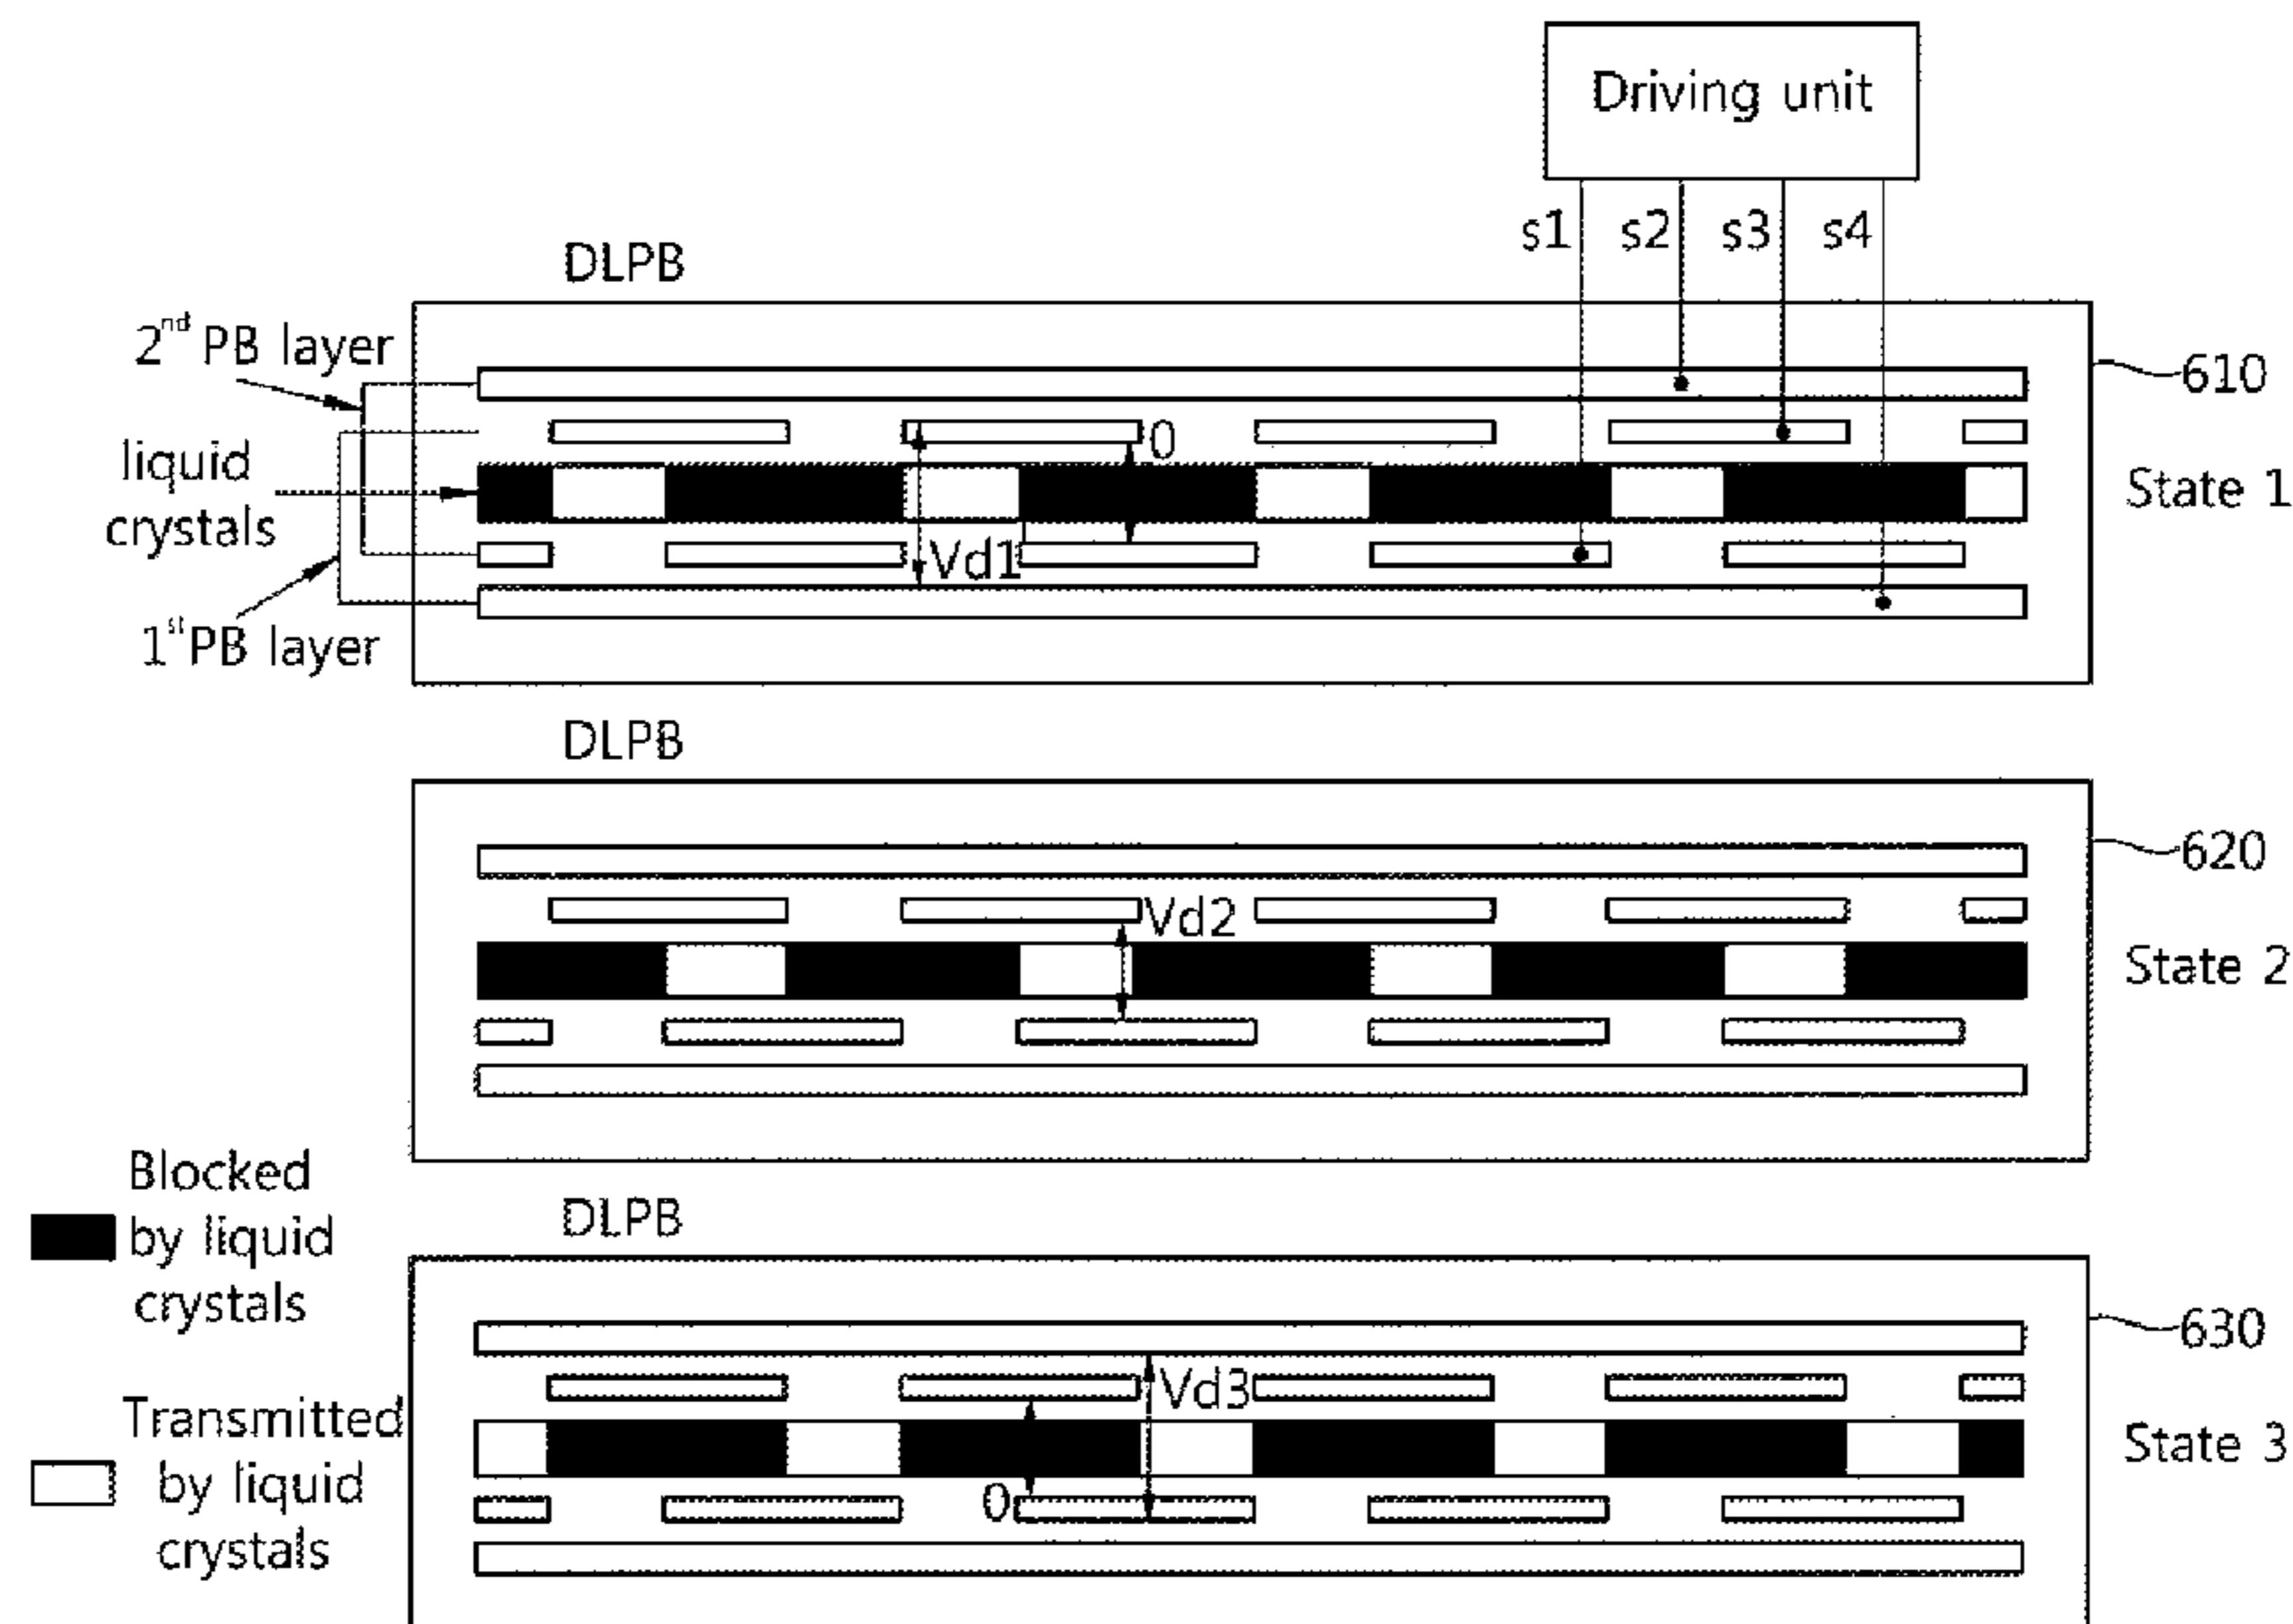 Driving unit
s1 s2 s3 s4
DLPB
2nd PB layer
610
0
liquid
crystals
State 1
Vd1
1st PB layer
DLPB
620
Vd2
State 2
Blocked
by liquid
crystals
DLPB
630
Vd3
Transmitted
by liquid
crystals
State 3
0